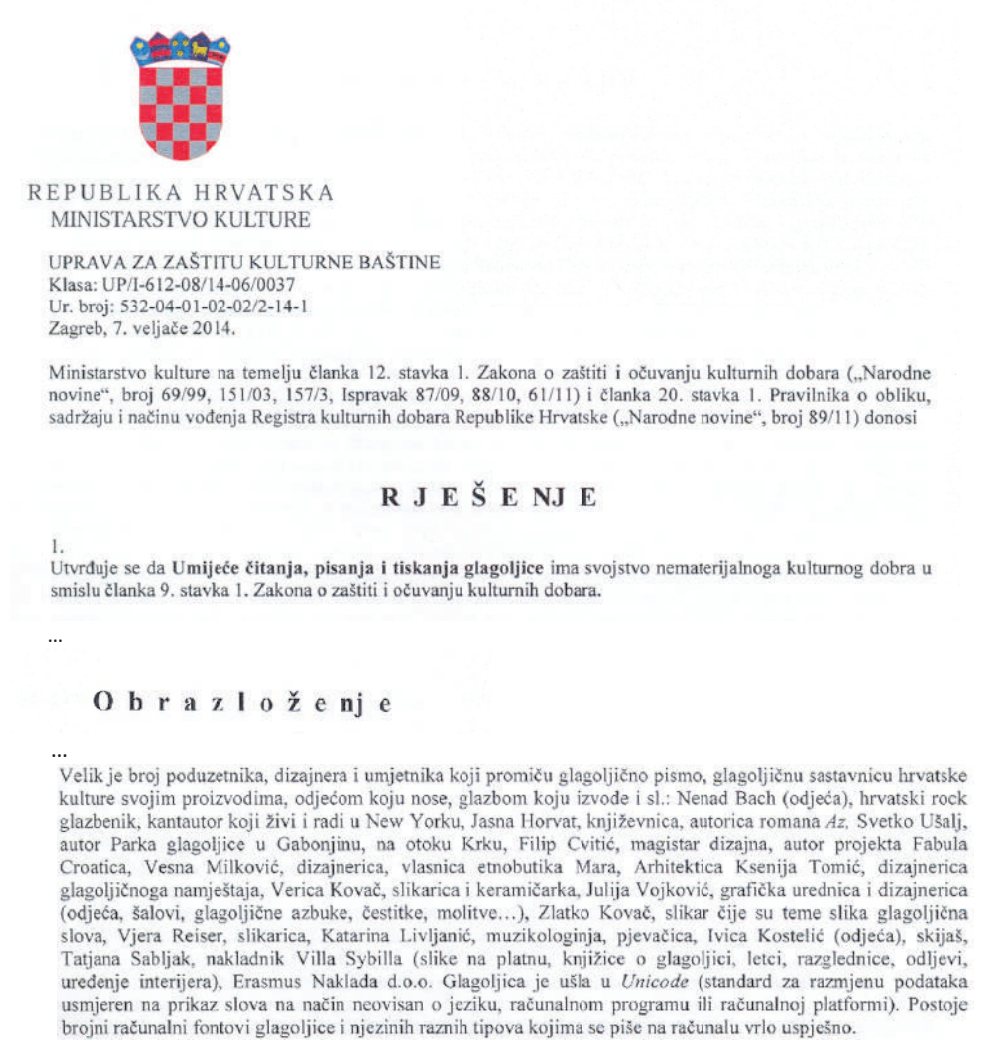 REPUBLIKA HRVATSKA
MINISTARSTVO KULTURE
UPRAVA ZA ZAŠTITU KULTURNE BAŠTINE
Klasa: UP/I-612-08/14-06/0037
Ur. broj: 532-04-01-02-02/2-14-1
Zagreb, 7. veljače 2014.
Ministarstvo kulture na temelju članka 12. stavka 1. Zakona o zaštiti i očuvanju kulturnih dobara („Narodne
novine“, broj 69/99, 151/03, 157/3, Ispravak 87/09, 88/10, 61/11) i članka 20. stavka 1. Pravilnika o obliku,
sadržaju i načinu vođenja Registra kulturnih dobara Republike Hrvatske („Narodne novine“, broj 89/11) donosi
R J E Š E NJ E
1.
Utvrđuje se da Umijeće čitanja, pisanja i tiskanja glagoljice ima svojstvo nematerijalnoga kulturnog dobra u
smislu članka 9. stavka 1. Zakona o zaštiti i očuvanju kulturnih dobara.
...
O b r a z l o ž e nj e
...
Velik je broj poduzetnika, dizajnera i umjetnika koji promiču glagoljično pismo, glagoljičnu sastavnicu hrvatske
kulture svojim proizvodima, odjećom koju nose, glazbom koju izvode i sl.: Nenad Bach (odjeća), hrvatski rock
glazbenik, kantautor koji živi i radi u New Yorku, Jasna Horvat, književnica, autorica romana Az, Svetko Ušalj,
autor Parka glagoljice u Gabonjinu, na otoku Krku, Filip Cvitić, magistar dizajna, autor projekta Fabula
Croatica, Vesna Milković, dizajnerica, vlasnica etnobutika Mara, Arhitektica Ksenija Tomić, dizajnerica
glagoljičnoga namještaja, Verica Kovač, slikarica i keramičarka, Julija Vojković, grafička urednica i dizajnerica
(odjeća, šalovi, glagoljične azbuke, čestitke, molitve...), Zlatko Kovač, slikar čije su teme slika glagoljična
slova, Vjera Reiser, slikarica, Katarina Livljanić, muzikologinja, pjevačica, Ivica Kostelić (odjeća), skijaš,
Tatjana Sabljak, nakladnik Villa Sybilla (slike na platnu, knjižice o glagoljici, letci, razglednice, odljevi,
uređenje interijera), Erasmus Naklada d.o.o. Glagoljica je ušla u Unicode (standard za razmjenu podataka
usmjeren na prikaz slova na način neovisan o jeziku, računalnom programu ili računalnoj platformi). Postoje
brojni računalni fontovi glagoljice i njezinih raznih tipova kojima se piše na računalu vrlo uspješno.